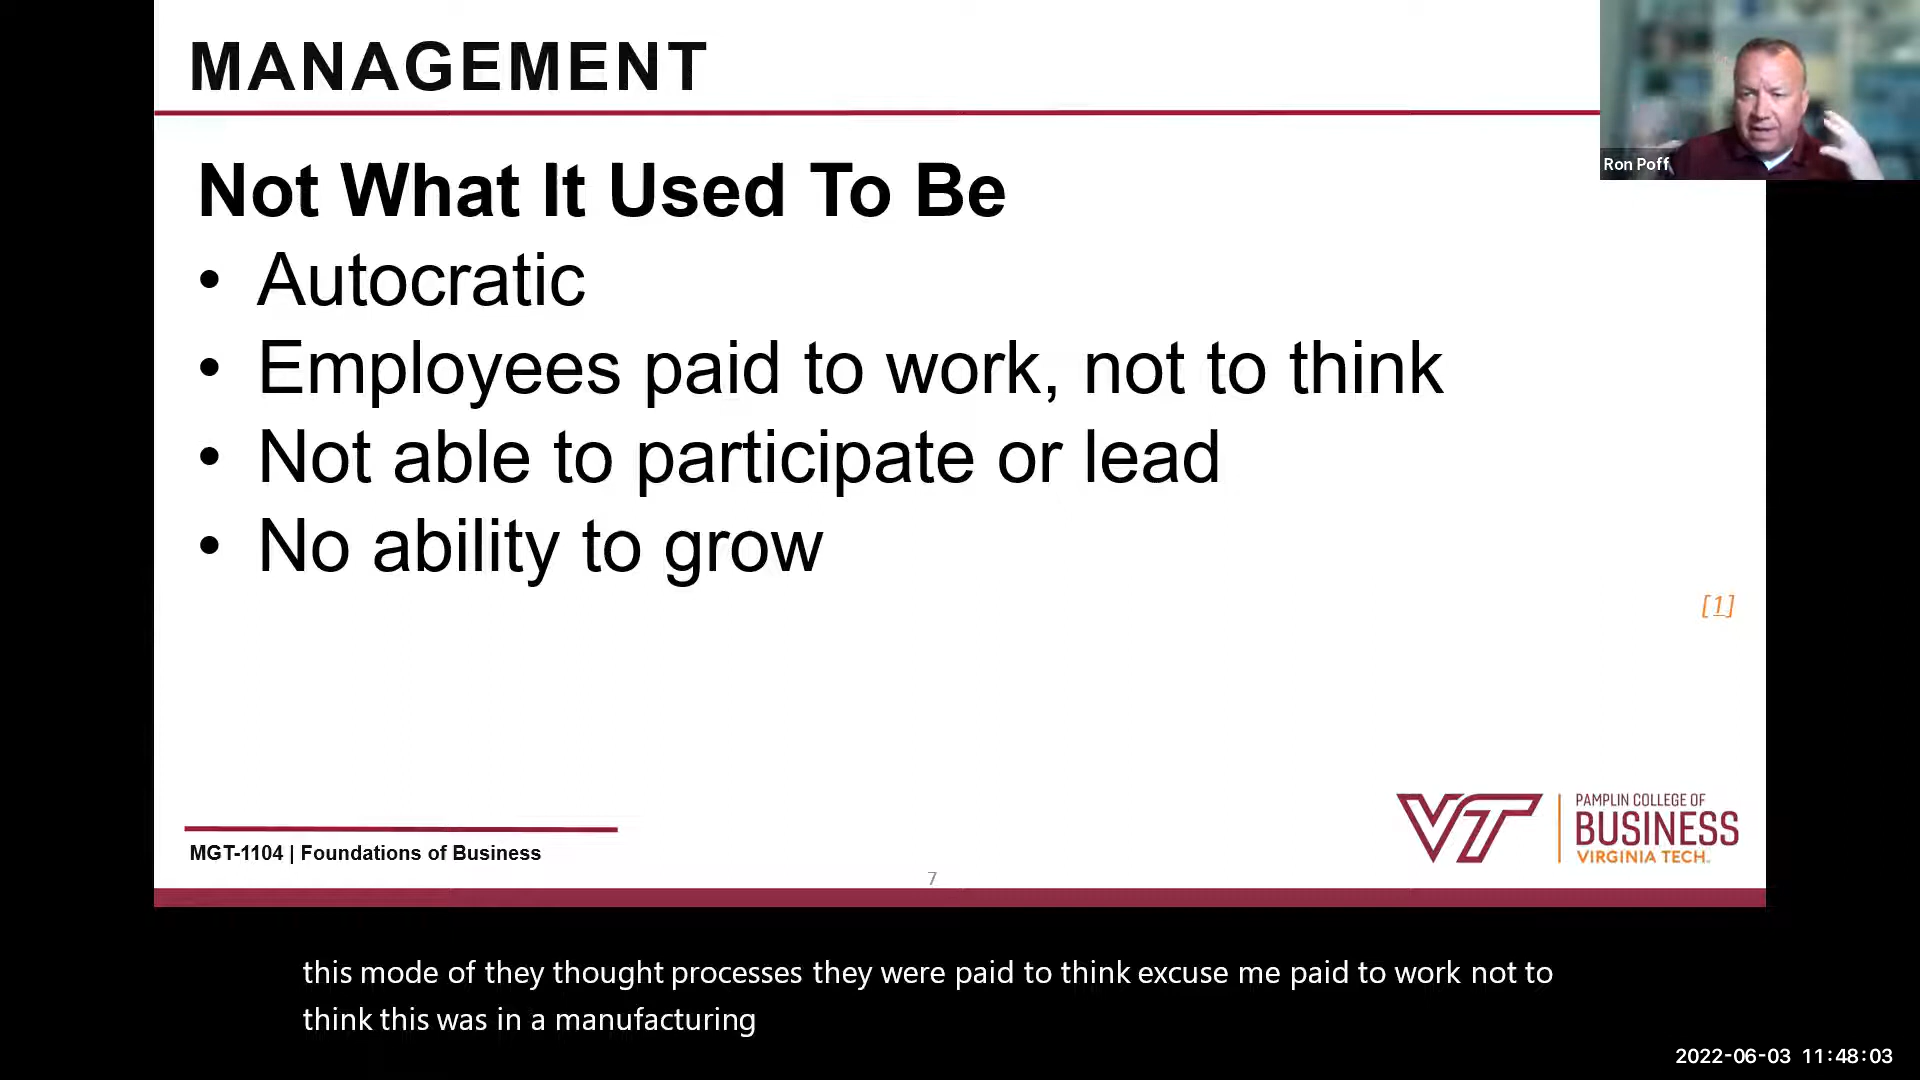 MANAGEMENT
Ron Poff
Not What It Used To Be
• Autocratic
• Employees paid to work, not to think
• Not able to participate or lead
• No ability to grow
[1]
VT
PAMPLIN COLLEGE OF
BUSINESS
VIRGINIA TECH.
MGT-1104 | Foundations of Business
7
this mode of they thought processes they were paid to think excuse me paid to work not to
think this was in a manufacturing
2022-06-03 11:48:03